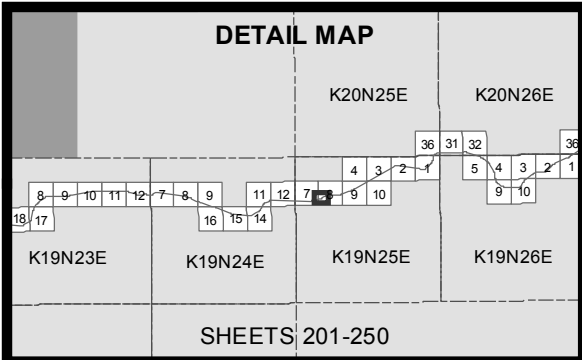 DETAIL MAP
K20N25E K20N26E
36 31 32 36
4 3 2 1 5 4 3 2 1
8 9 10 11 12 7 8 9 11 12 7 8 9 10 9 10
18 17 16 15 14
K19N23E K19N24E K19N25E K19N26E
SHEETS 201-250